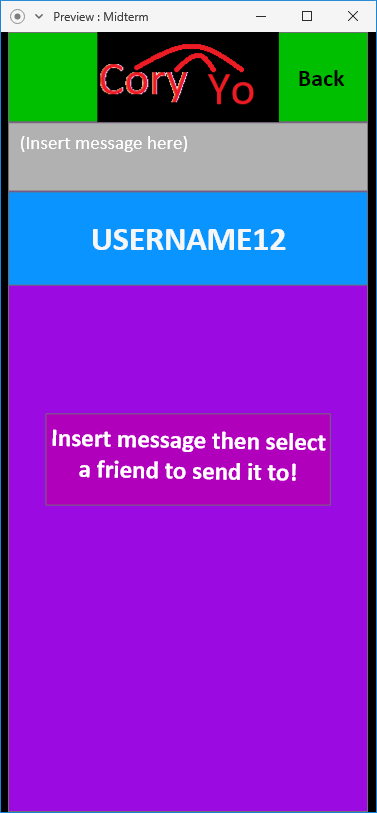 Preview : Midterm
Cory Yo
Back
(Insert message here)
USERNAME12
Insert message then select
a friend to send it to!